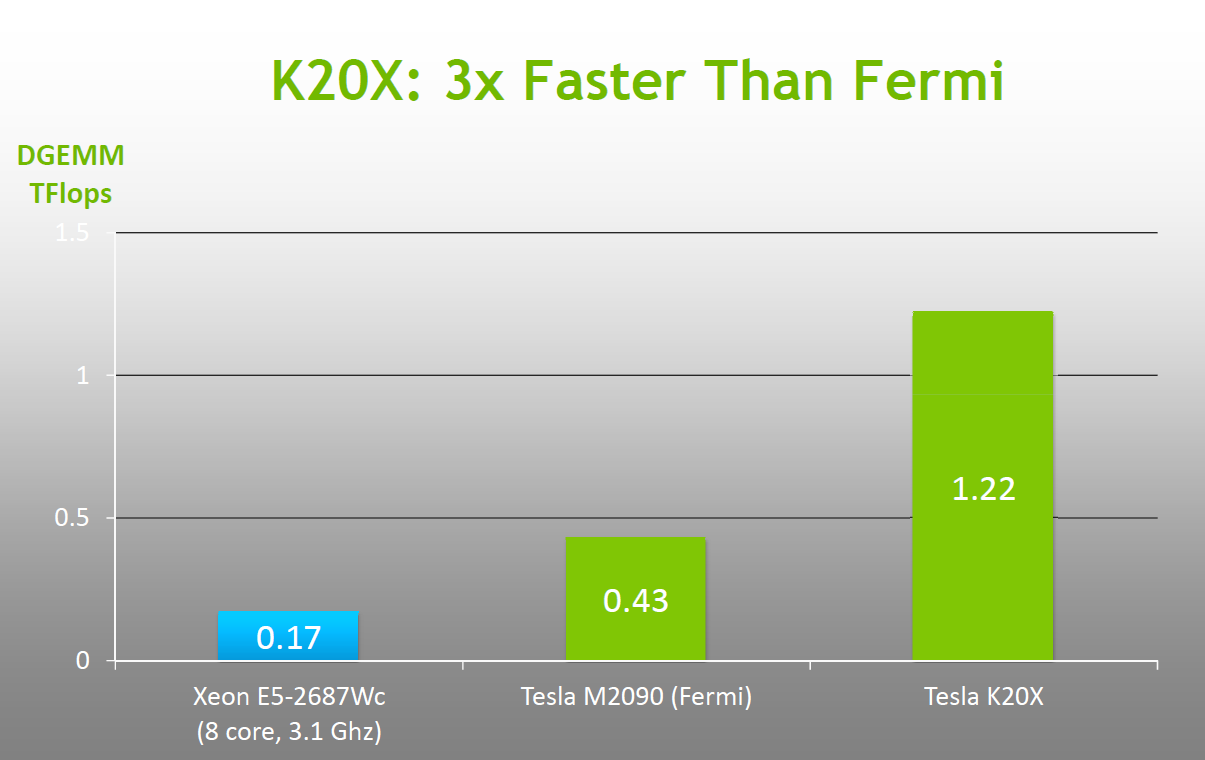 K20X: 3x Faster Than Fermi
DGEMM
TFlops
1.5
1
0.5
0
0.17
0.43
1.22
Xeon E5-2687Wc
(8 core, 3.1 Ghz)
Tesla M2090 (Fermi)
Tesla K20X